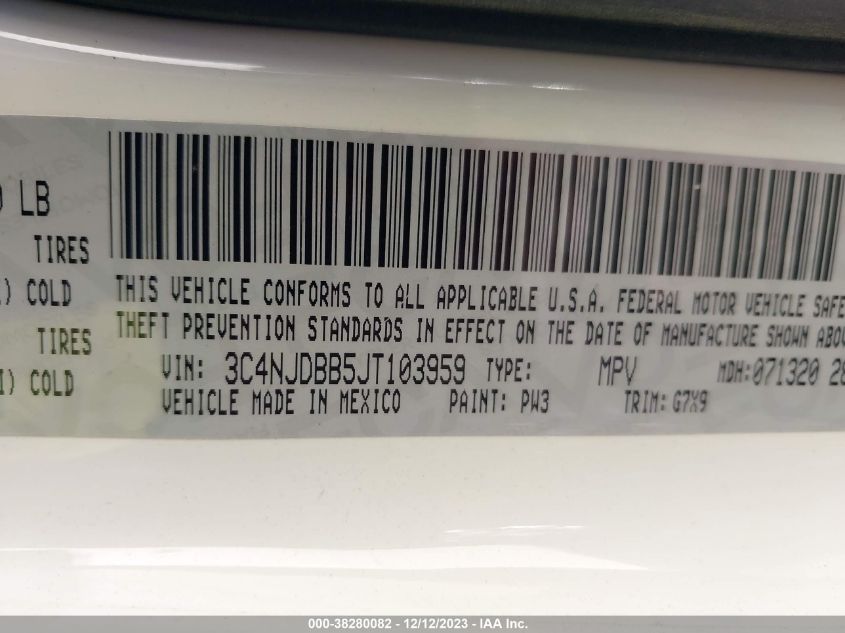 LB
TIRES
) COLD
TIRES
) COLD
THIS VEHICLE CONFORMS TO ALL APPLICABLE U.S.A. FEDERAL MOTOR VEHICLE SAFE
THEFT PREVENTION STANDARDS IN EFFECT ON THE DATE OF MANUFACTURE SHOWN ABOV
VIN: 3C4NJDBB5JT103959 TYPE: MPV MDH:071320 28
VEHICLE MADE IN MEXICO PAINT: PW3 TRIM: G7X9
000-38280082 - 12/12/2023 - IAA Inc.